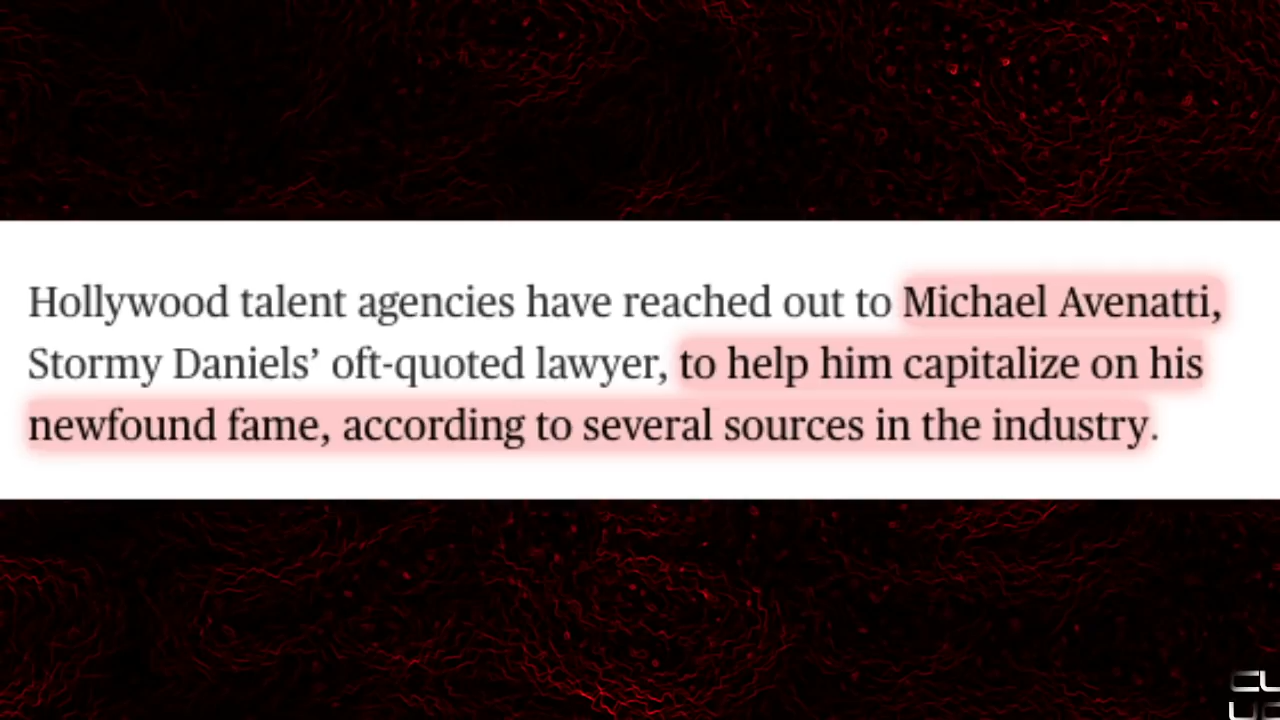 Hollywood talent agencies have reached out to Michael Avenatti,
Stormy Daniels’ oft-quoted lawyer, to help him capitalize on his
newfound fame, according to several sources in the industry.